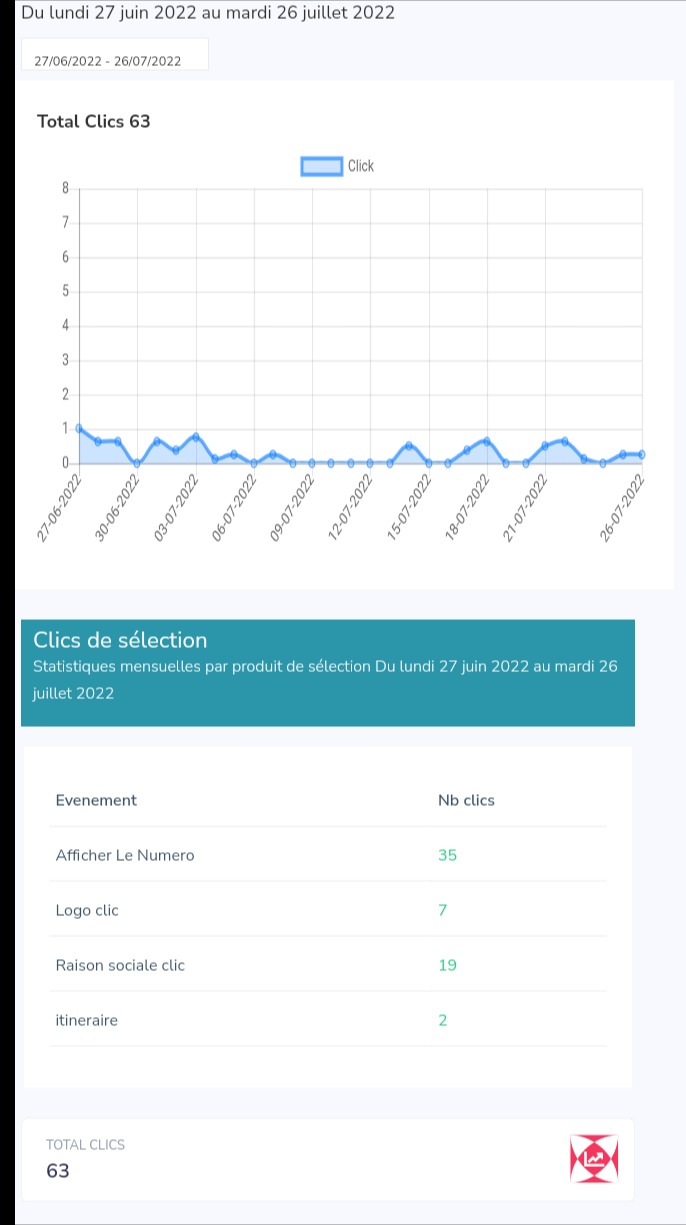 Du lundi 27 juin 2022 au mardi 26 juillet 2022
27/06/2022 - 26/07/2022
Total Clics 63
Click
8
7
6
5
4
3
2
1
0
27-06-2022
30-06-2022
03-07-2022
06-07-2022
09-07-2022
12-07-2022
15-07-2022
18-07-2022
21-07-2022
26-07-2022
Clics de sélection
Statistiques mensuelles par produit de sélection Du lundi 27 juin 2022 au mardi 26
juillet 2022
Evenement Nb clics
Afficher Le Numero 35
Logo clic 7
Raison sociale clic 19
itineraire 2
TOTAL CLICS
63